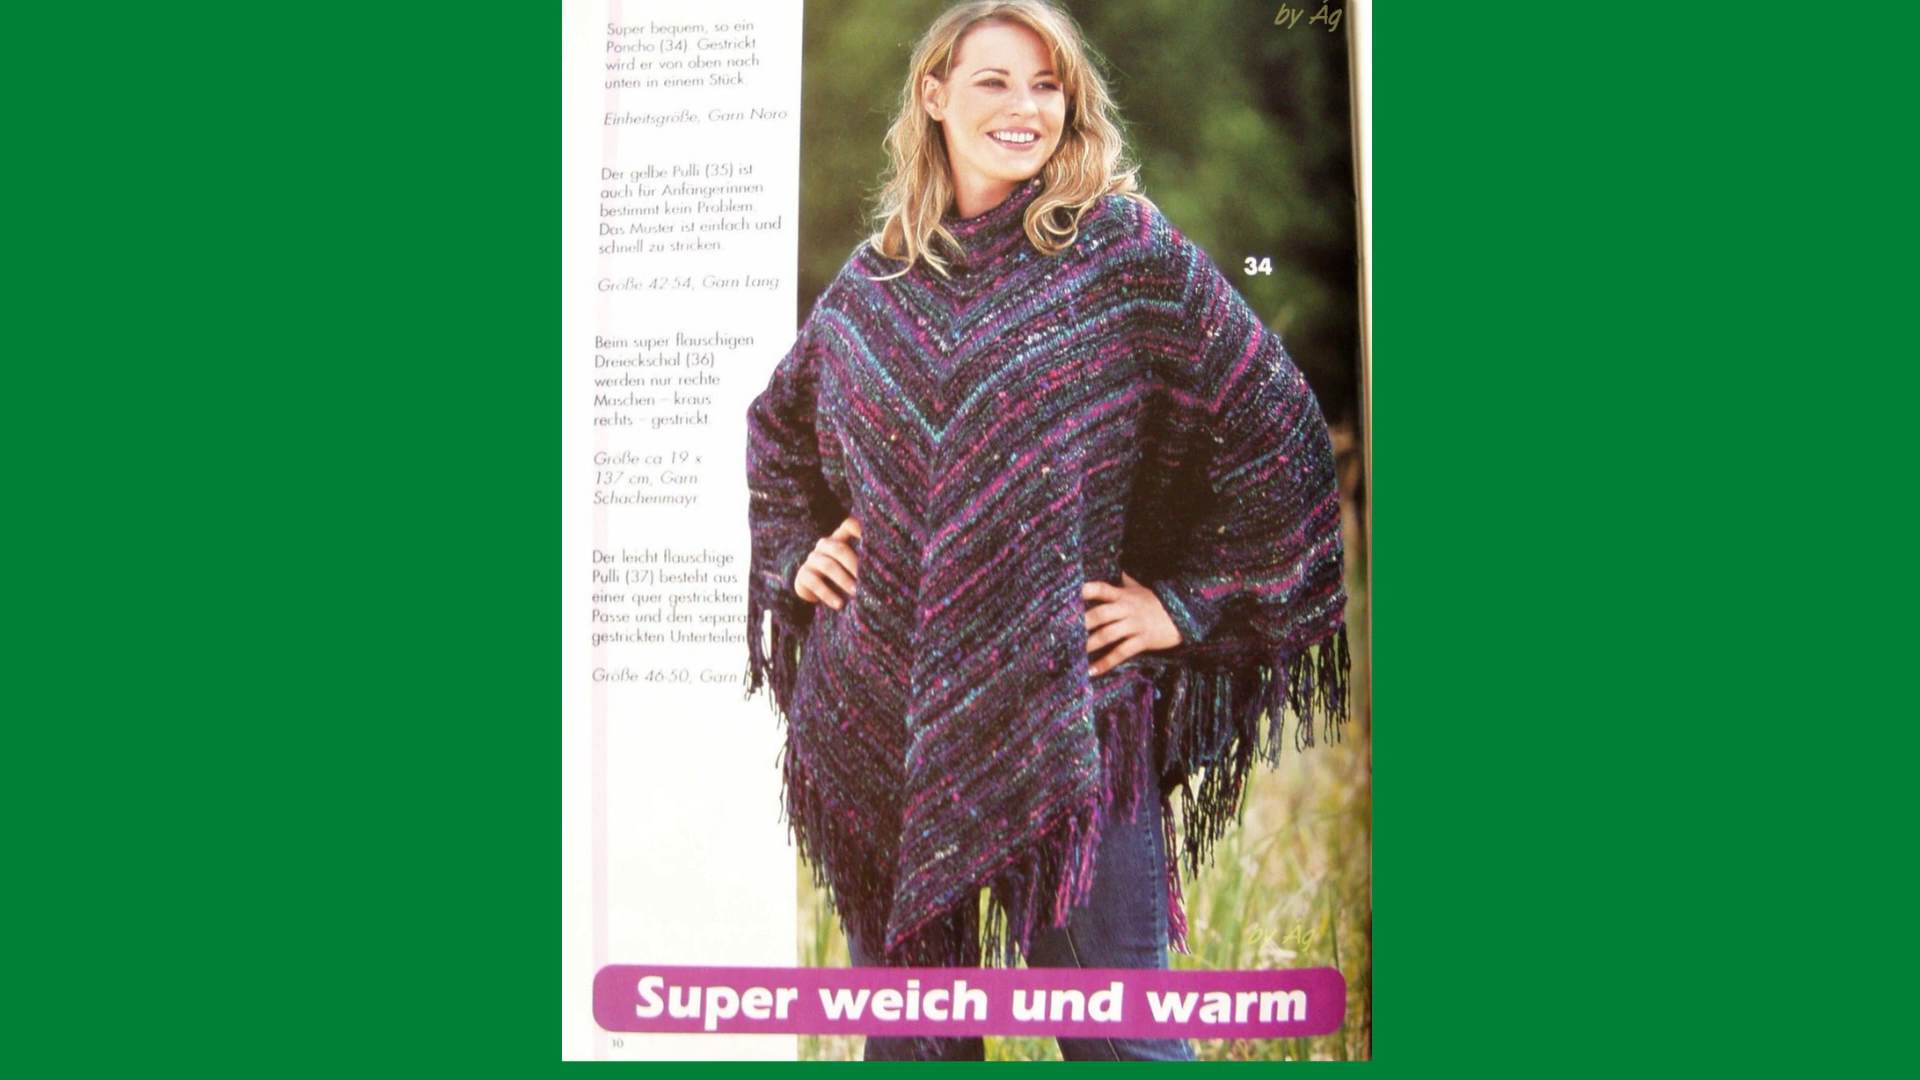 Super bequem, so ein
Poncho (34). Gestrickt
wird er von oben nach
unten in einem Stück.
Einheitsgröße, Garn Noro
Der gelbe Pulli (35) ist
auch für Anfängerinnen
bestimmt kein Problem.
Das Muster ist einfach und
schnell zu stricken.
Größe 42-54, Garn Lang
Beim super flauschigen
Dreieckschal (36)
werden nur rechte
Maschen – kraus
rechts – gestrickt.
Größe ca 19 x
137 cm, Garn
Schachenmayr
Der leicht flauschige
Pulli (37) besteht aus
einer quer gestrickten
Passe und den separa
gestrickten Unterteilen
Größe 46-50, Garn
by Ág
34
by Ág
Super weich und warm
30